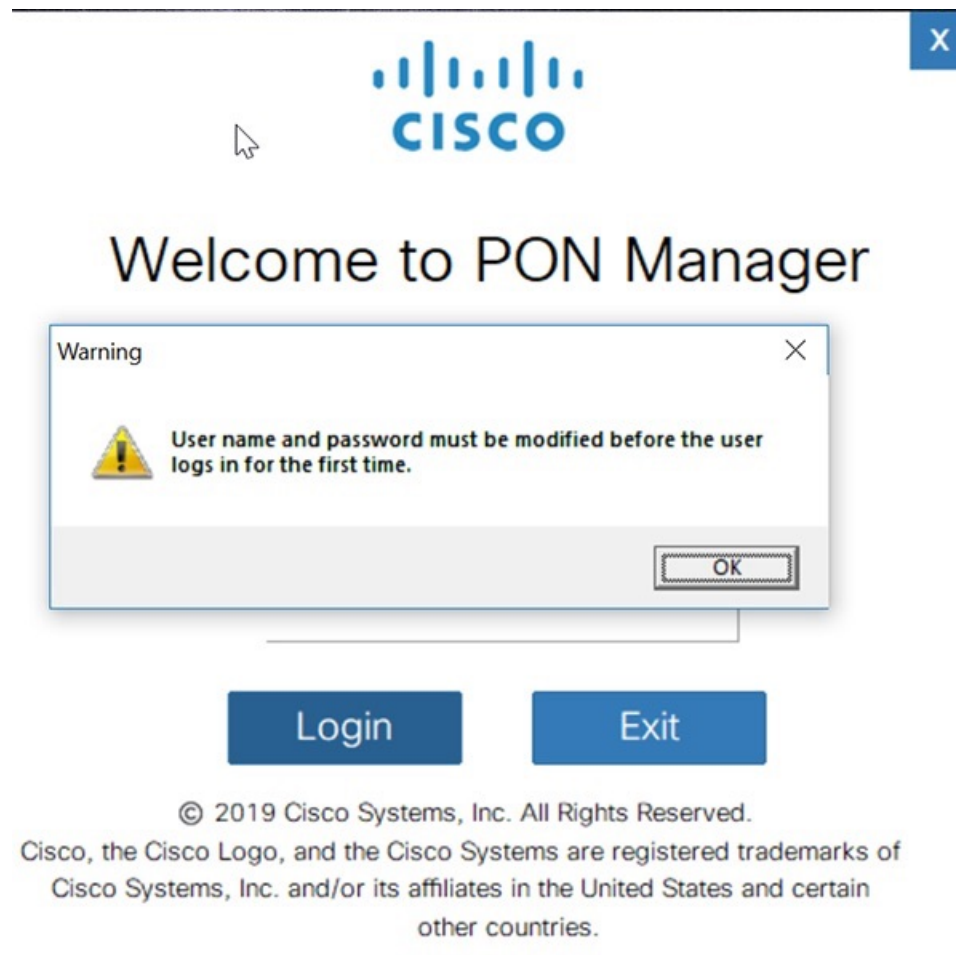 X
CISCO
Welcome to PON Manager
Warning
User name and password must be modified before the user
logs in for the first time.
OK
Login
Exit
© 2019 Cisco Systems, Inc. All Rights Reserved.
Cisco, the Cisco Logo, and the Cisco Systems are registered trademarks of
Cisco Systems, Inc. and/or its affiliates in the United States and certain
other countries.